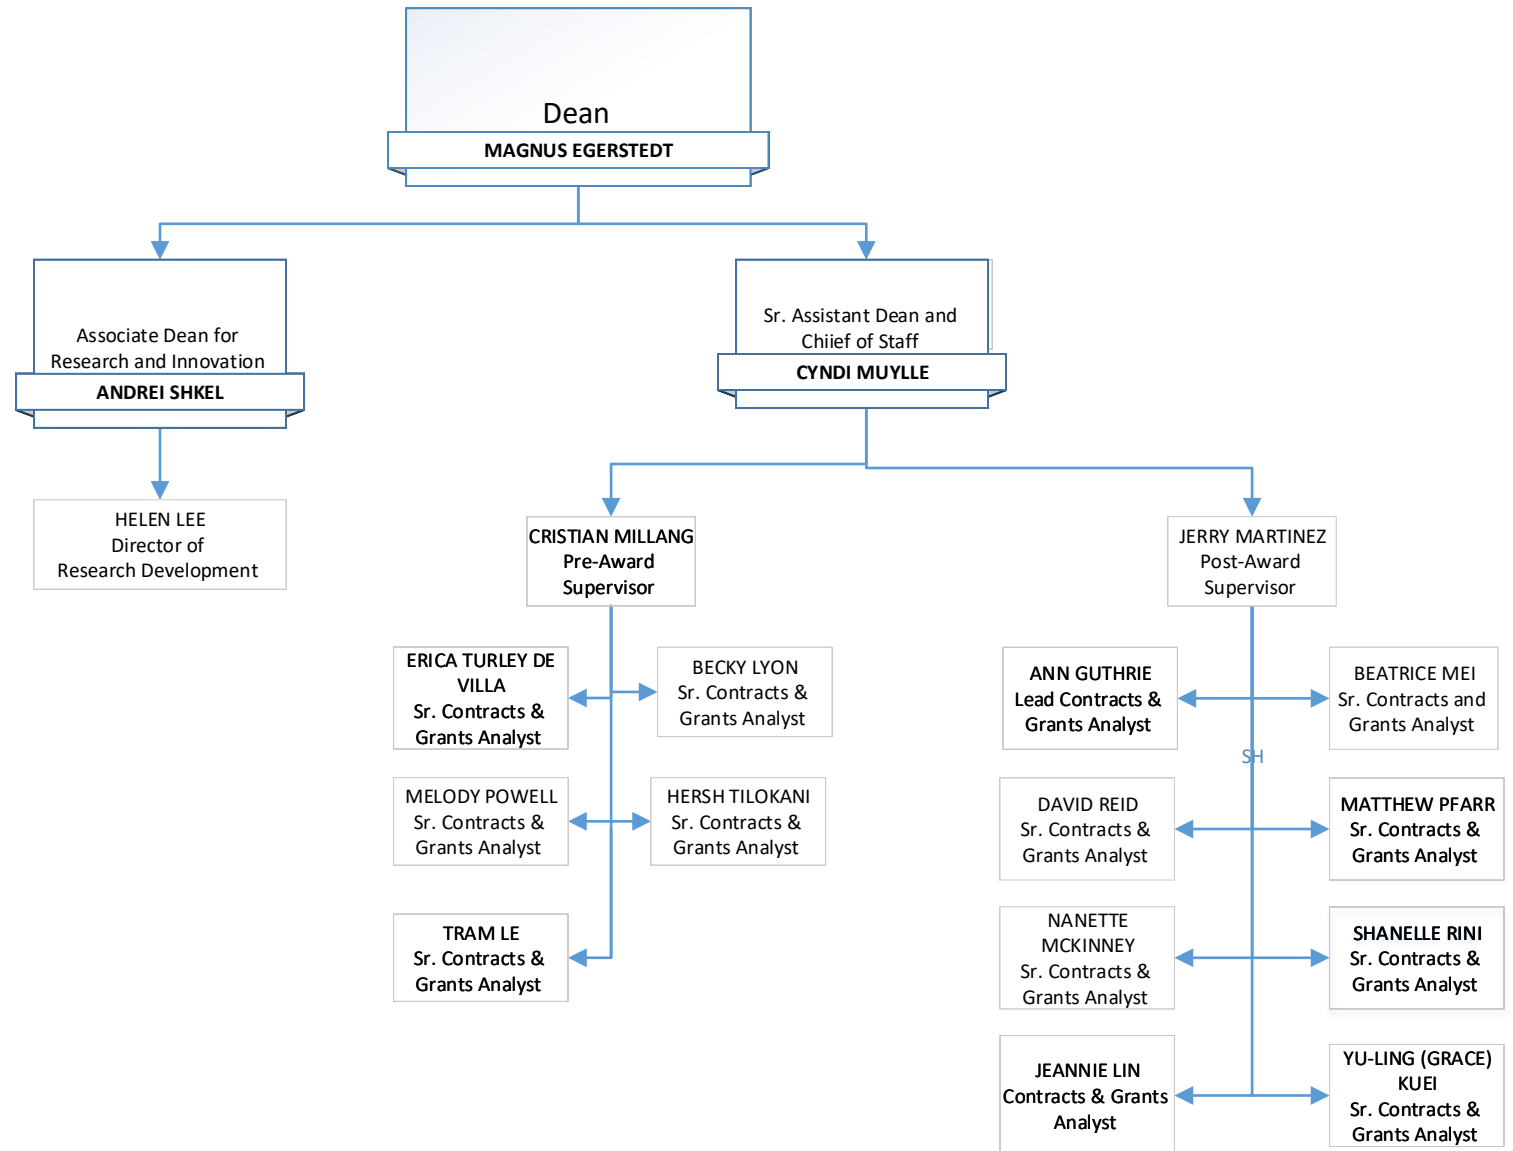 Dean
MAGNUS EGERSTEDT
Associate Dean for
Research and Innovation
ANDREI SHKEL
Sr. Assistant Dean and
Chiief of Staff
CYNDI MUYLLE
HELEN LEE
Director of
Research Development
CRISTIAN MILLANG
Pre-Award
Supervisor
JERRY MARTINEZ
Post-Award
Supervisor
ERICA TURLEY DE
VILLA
Sr. Contracts &
Grants Analyst
BECKY LYON
Sr. Contracts &
Grants Analyst
MELODY POWELL
Sr. Contracts &
Grants Analyst
HERSH TILOKANI
Sr. Contracts &
Grants Analyst
TRAM LE
Sr. Contracts &
Grants Analyst
ANN GUTHRIE
Lead Contracts &
Grants Analyst
BEATRICE MEI
Sr. Contracts and
Grants Analyst
SH
DAVID REID
Sr. Contracts &
Grants Analyst
MATTHEW PFARR
Sr. Contracts &
Grants Analyst
NANETTE
MCKINNEY
Sr. Contracts &
Grants Analyst
SHANELLE RINI
Sr. Contracts &
Grants Analyst
JEANNIE LIN
Contracts & Grants
Analyst
YU-LING (GRACE)
KUEI
Sr. Contracts &
Grants Analyst